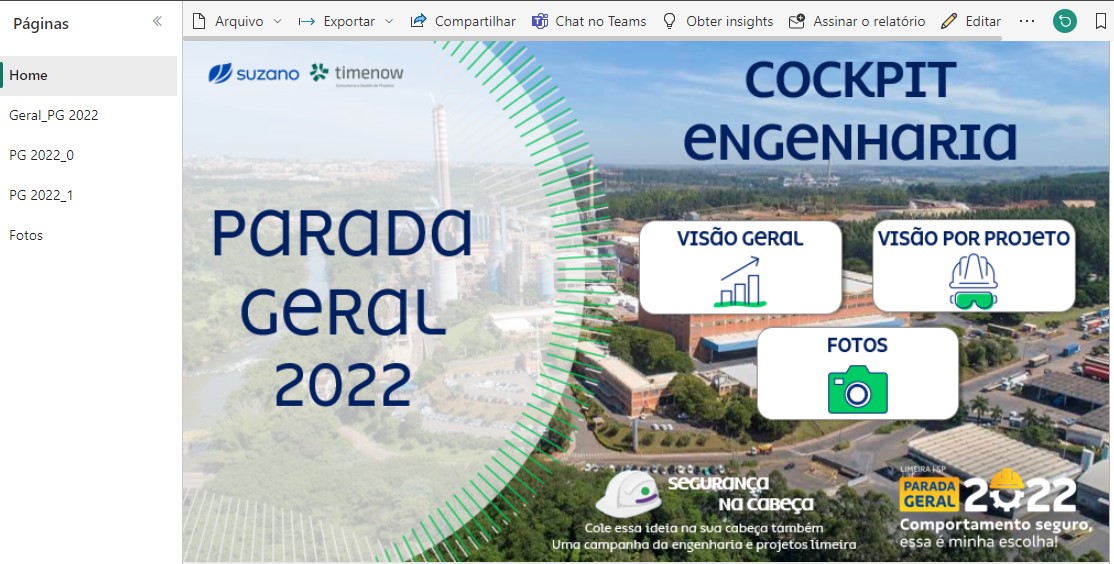 Páginas
Arquivo
Exportar
Compartilhar
Chat no Teams
Obter insights
Assinar o relatório
Editar
Home
Geral_PG 2022
PG 2022_0
PG 2022_1
Fotos
suzano
timenow
Consultoria e Gestão de Projetos
COCKPIT
ENGENHARIA
PARADA
GERAL
2022
VISÃO GERAL
VISÃO POR PROJETO
FOTOS
SEGURANÇA
NA CABEÇA
Cole essa ideia na sua cabeça também
Uma campanha da engenharia e projetos limeira
LIMEIRA | SP
PARADA
GERAL
2022
Comportamento seguro,
essa é minha escolha!